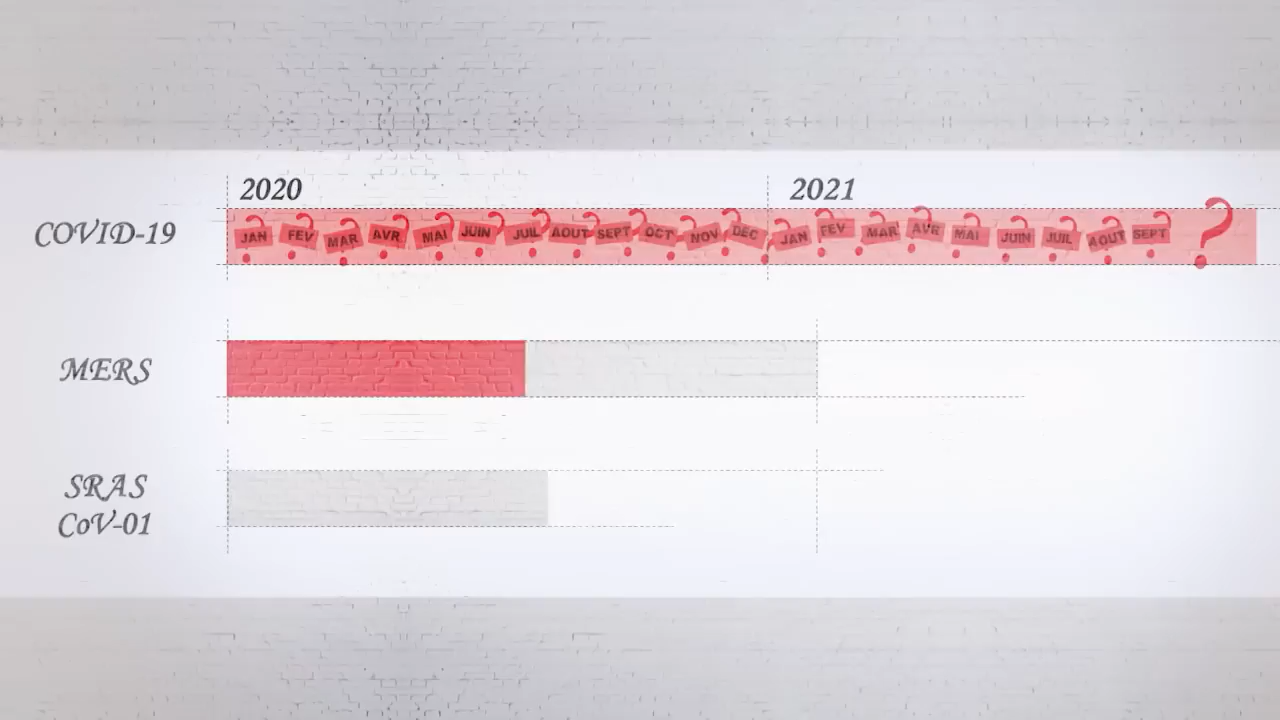 2020 2021
COVID-19
JAN FEV MAR AVR MAI JUIN JUIL AOUT SEPT OCT NOV DEC JAN FEV MAR AVR MAI JUIN JUIL AOUT SEPT ?
MERS
SRAS
CoV-01